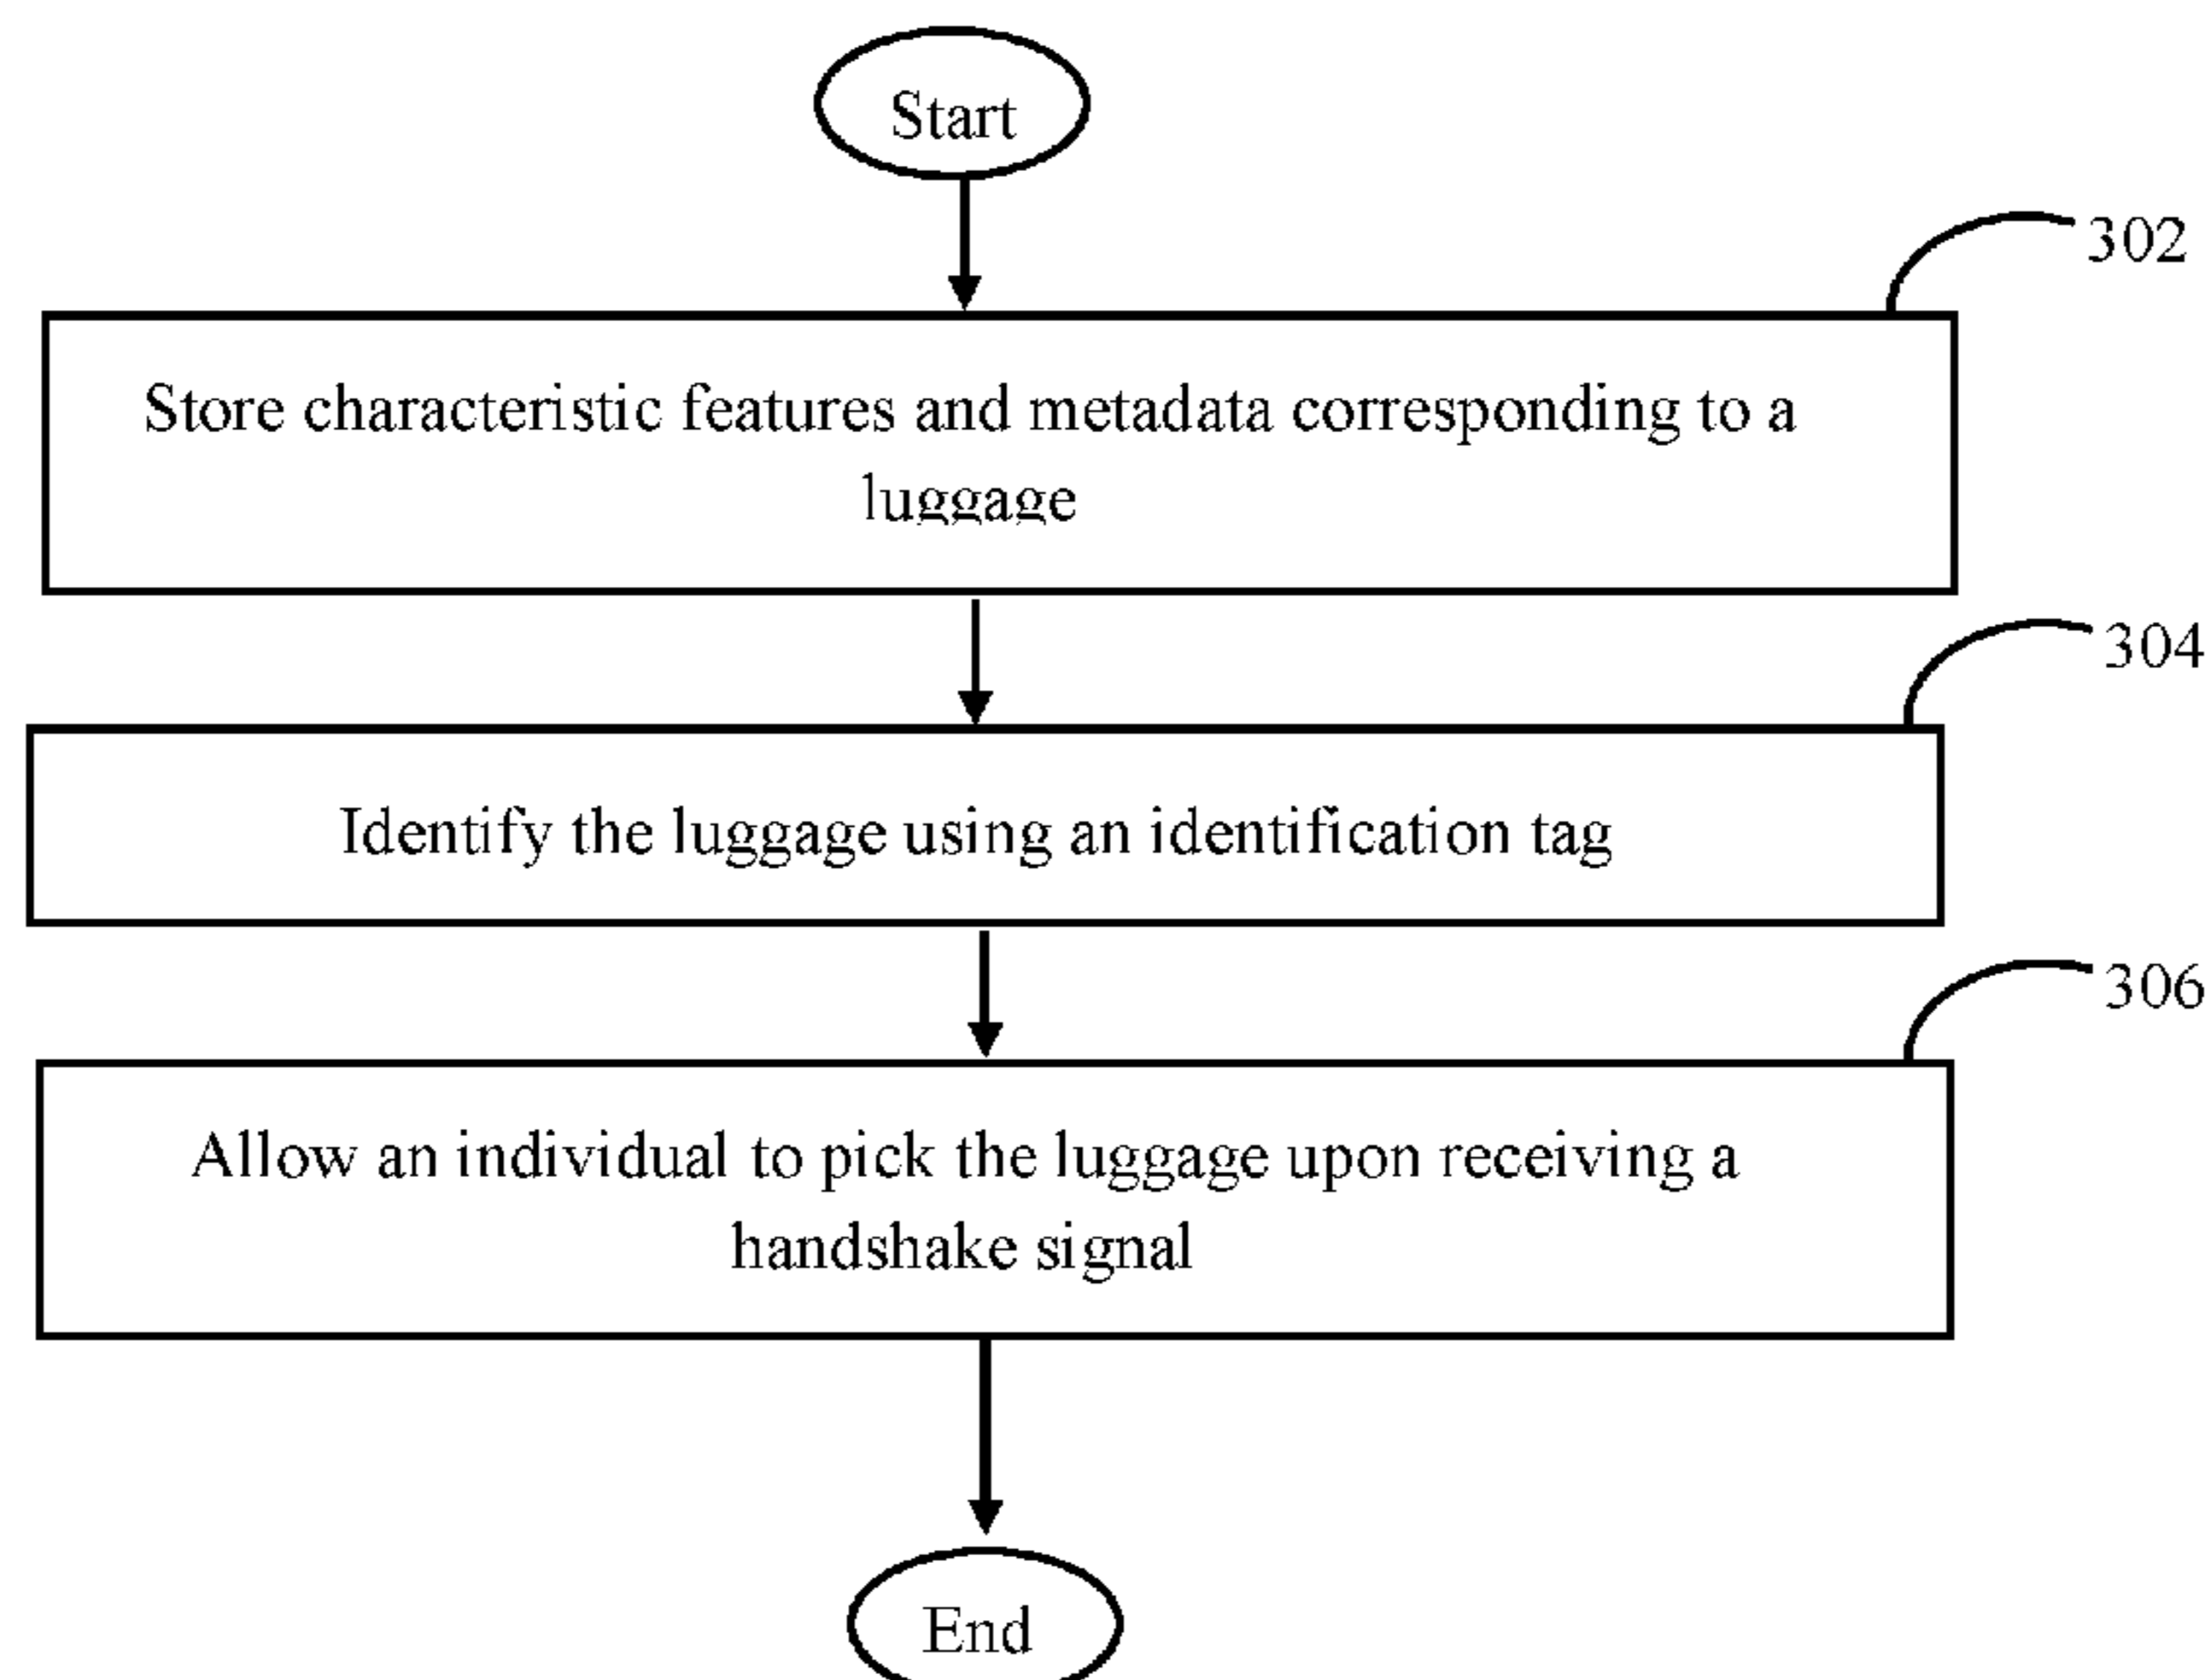 Start
302
Store characteristic features and metadata corresponding to a
luggage
304
Identify the luggage using an identification tag
306
Allow an individual to pick the luggage upon receiving a
handshake signal
End